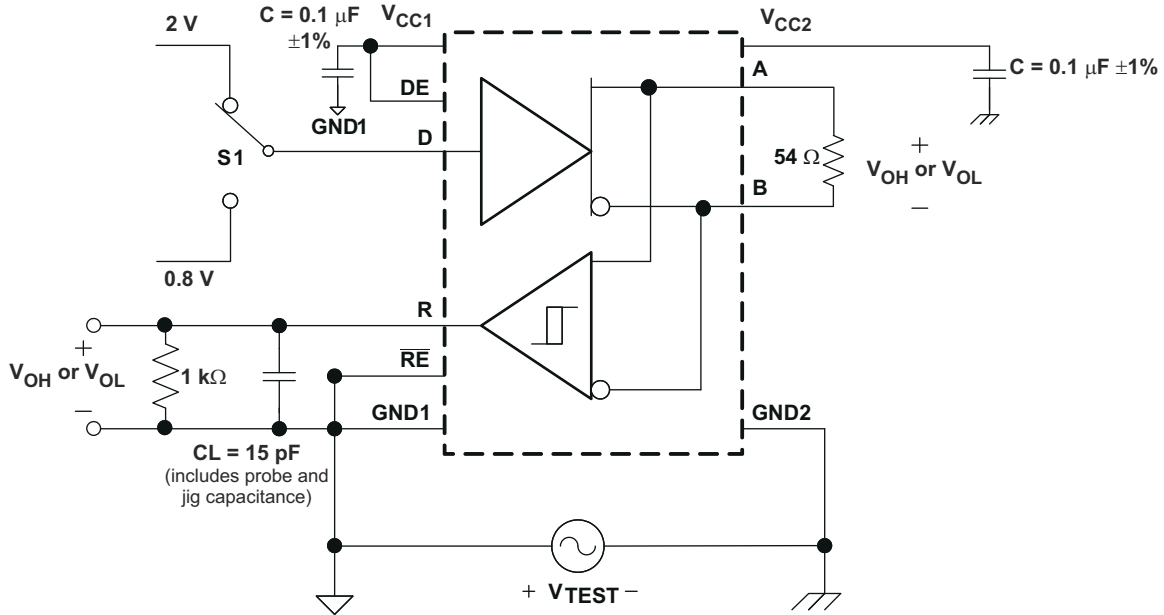 2 V
C = 0.1 μF
±1%
VCC1
VCC2
DE
A
C = 0.1 μF ±1%
GND1
D
S1
54 Ω
+
VOH or VOL
−
B
0.8 V
R
+
VOH or VOL
−
1 kΩ
RE
GND1
GND2
CL = 15 pF
(includes probe and
jig capacitance)
+ VTEST −